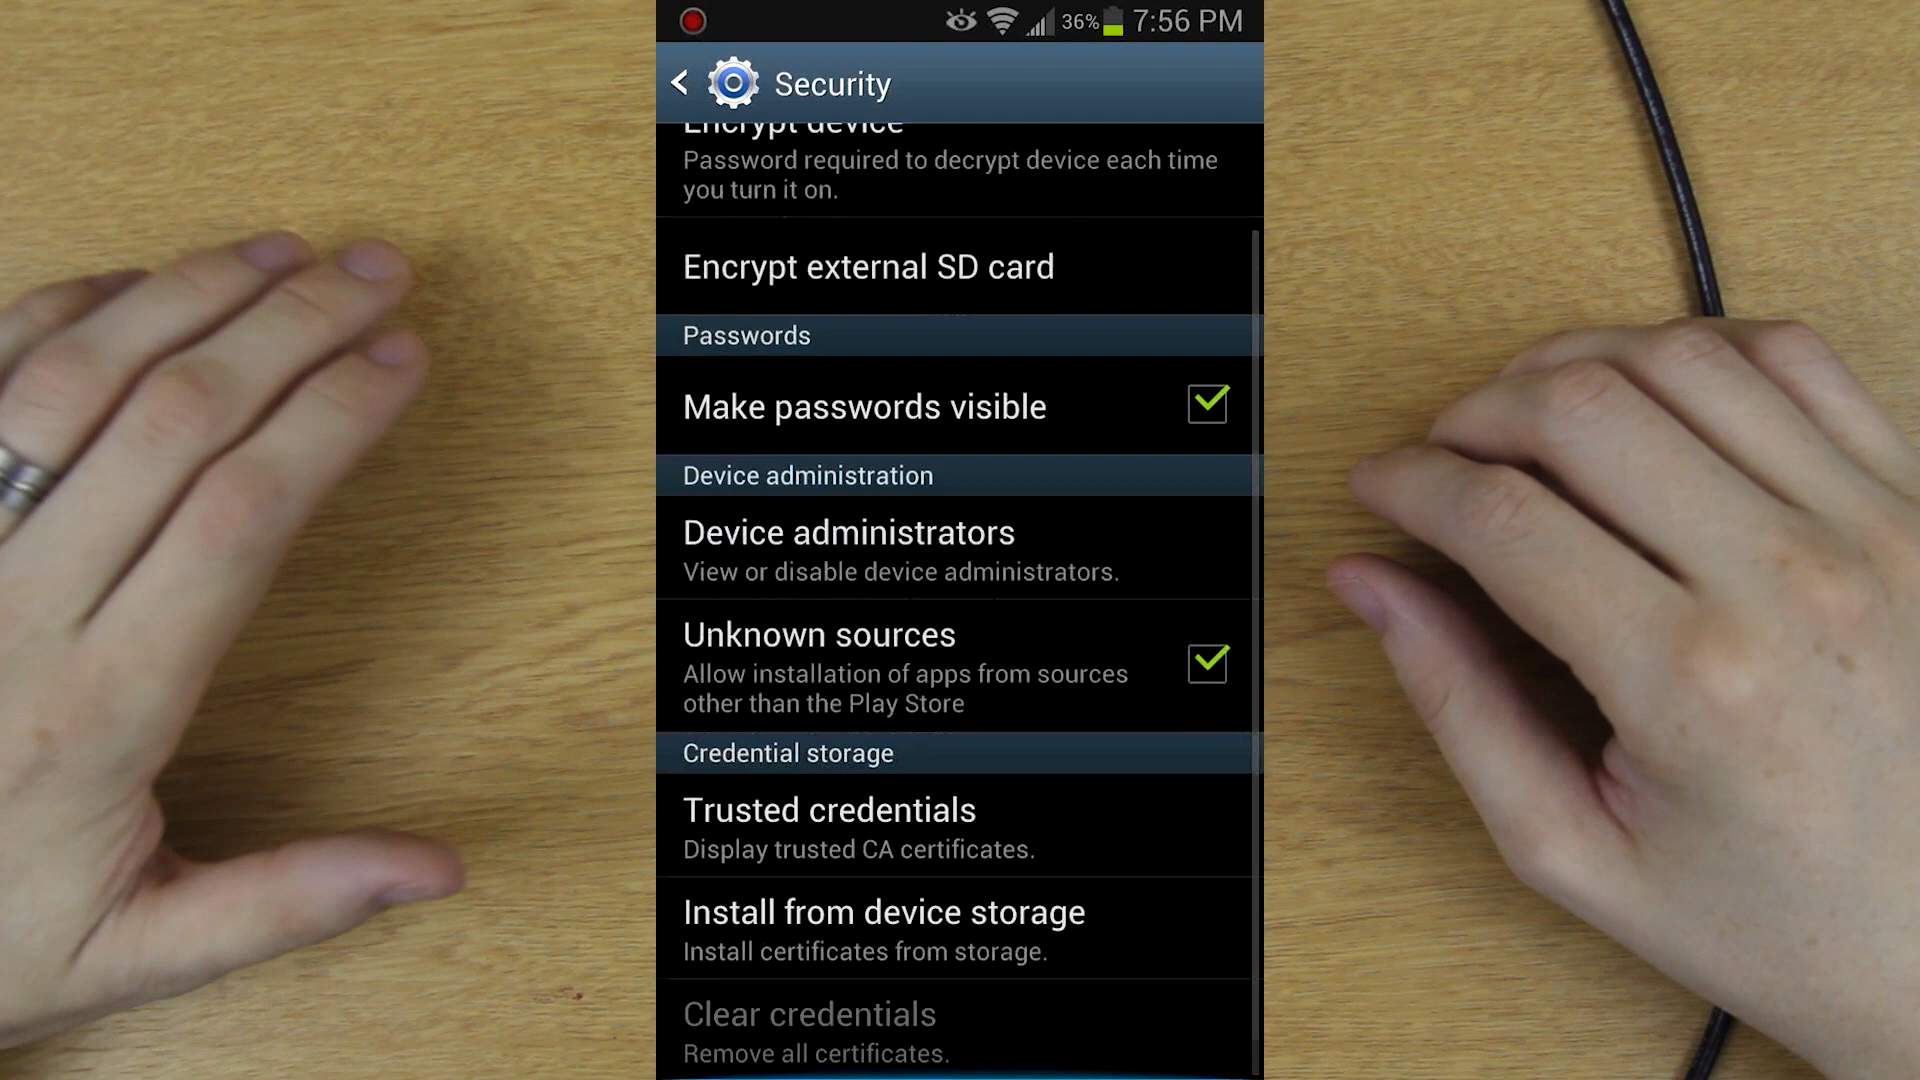 36% 7:56 PM
Security
Encrypt device
Password required to decrypt device each time
you turn it on.
Encrypt external SD card
Passwords
Make passwords visible
Device administration
Device administrators
View or disable device administrators.
Unknown sources
Allow installation of apps from sources
other than the Play Store
Credential storage
Trusted credentials
Display trusted CA certificates.
Install from device storage
Install certificates from storage.
Clear credentials
Remove all certificates.